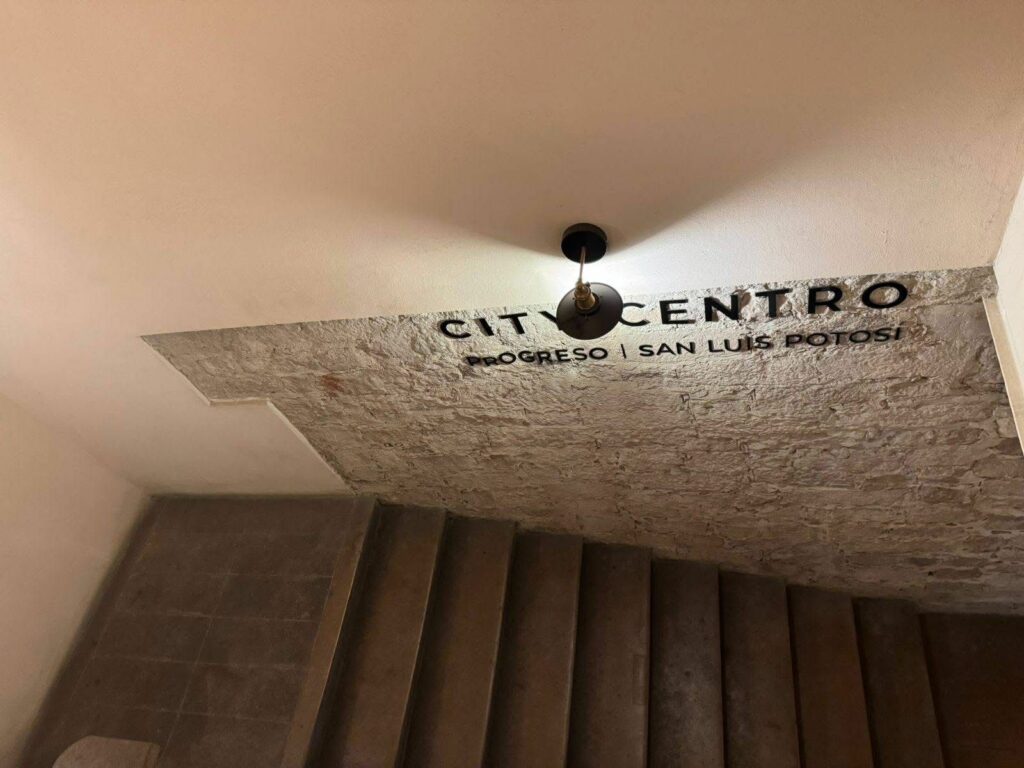 CITY CENTRO
PROGRESO | SAN LUIS POTOSI